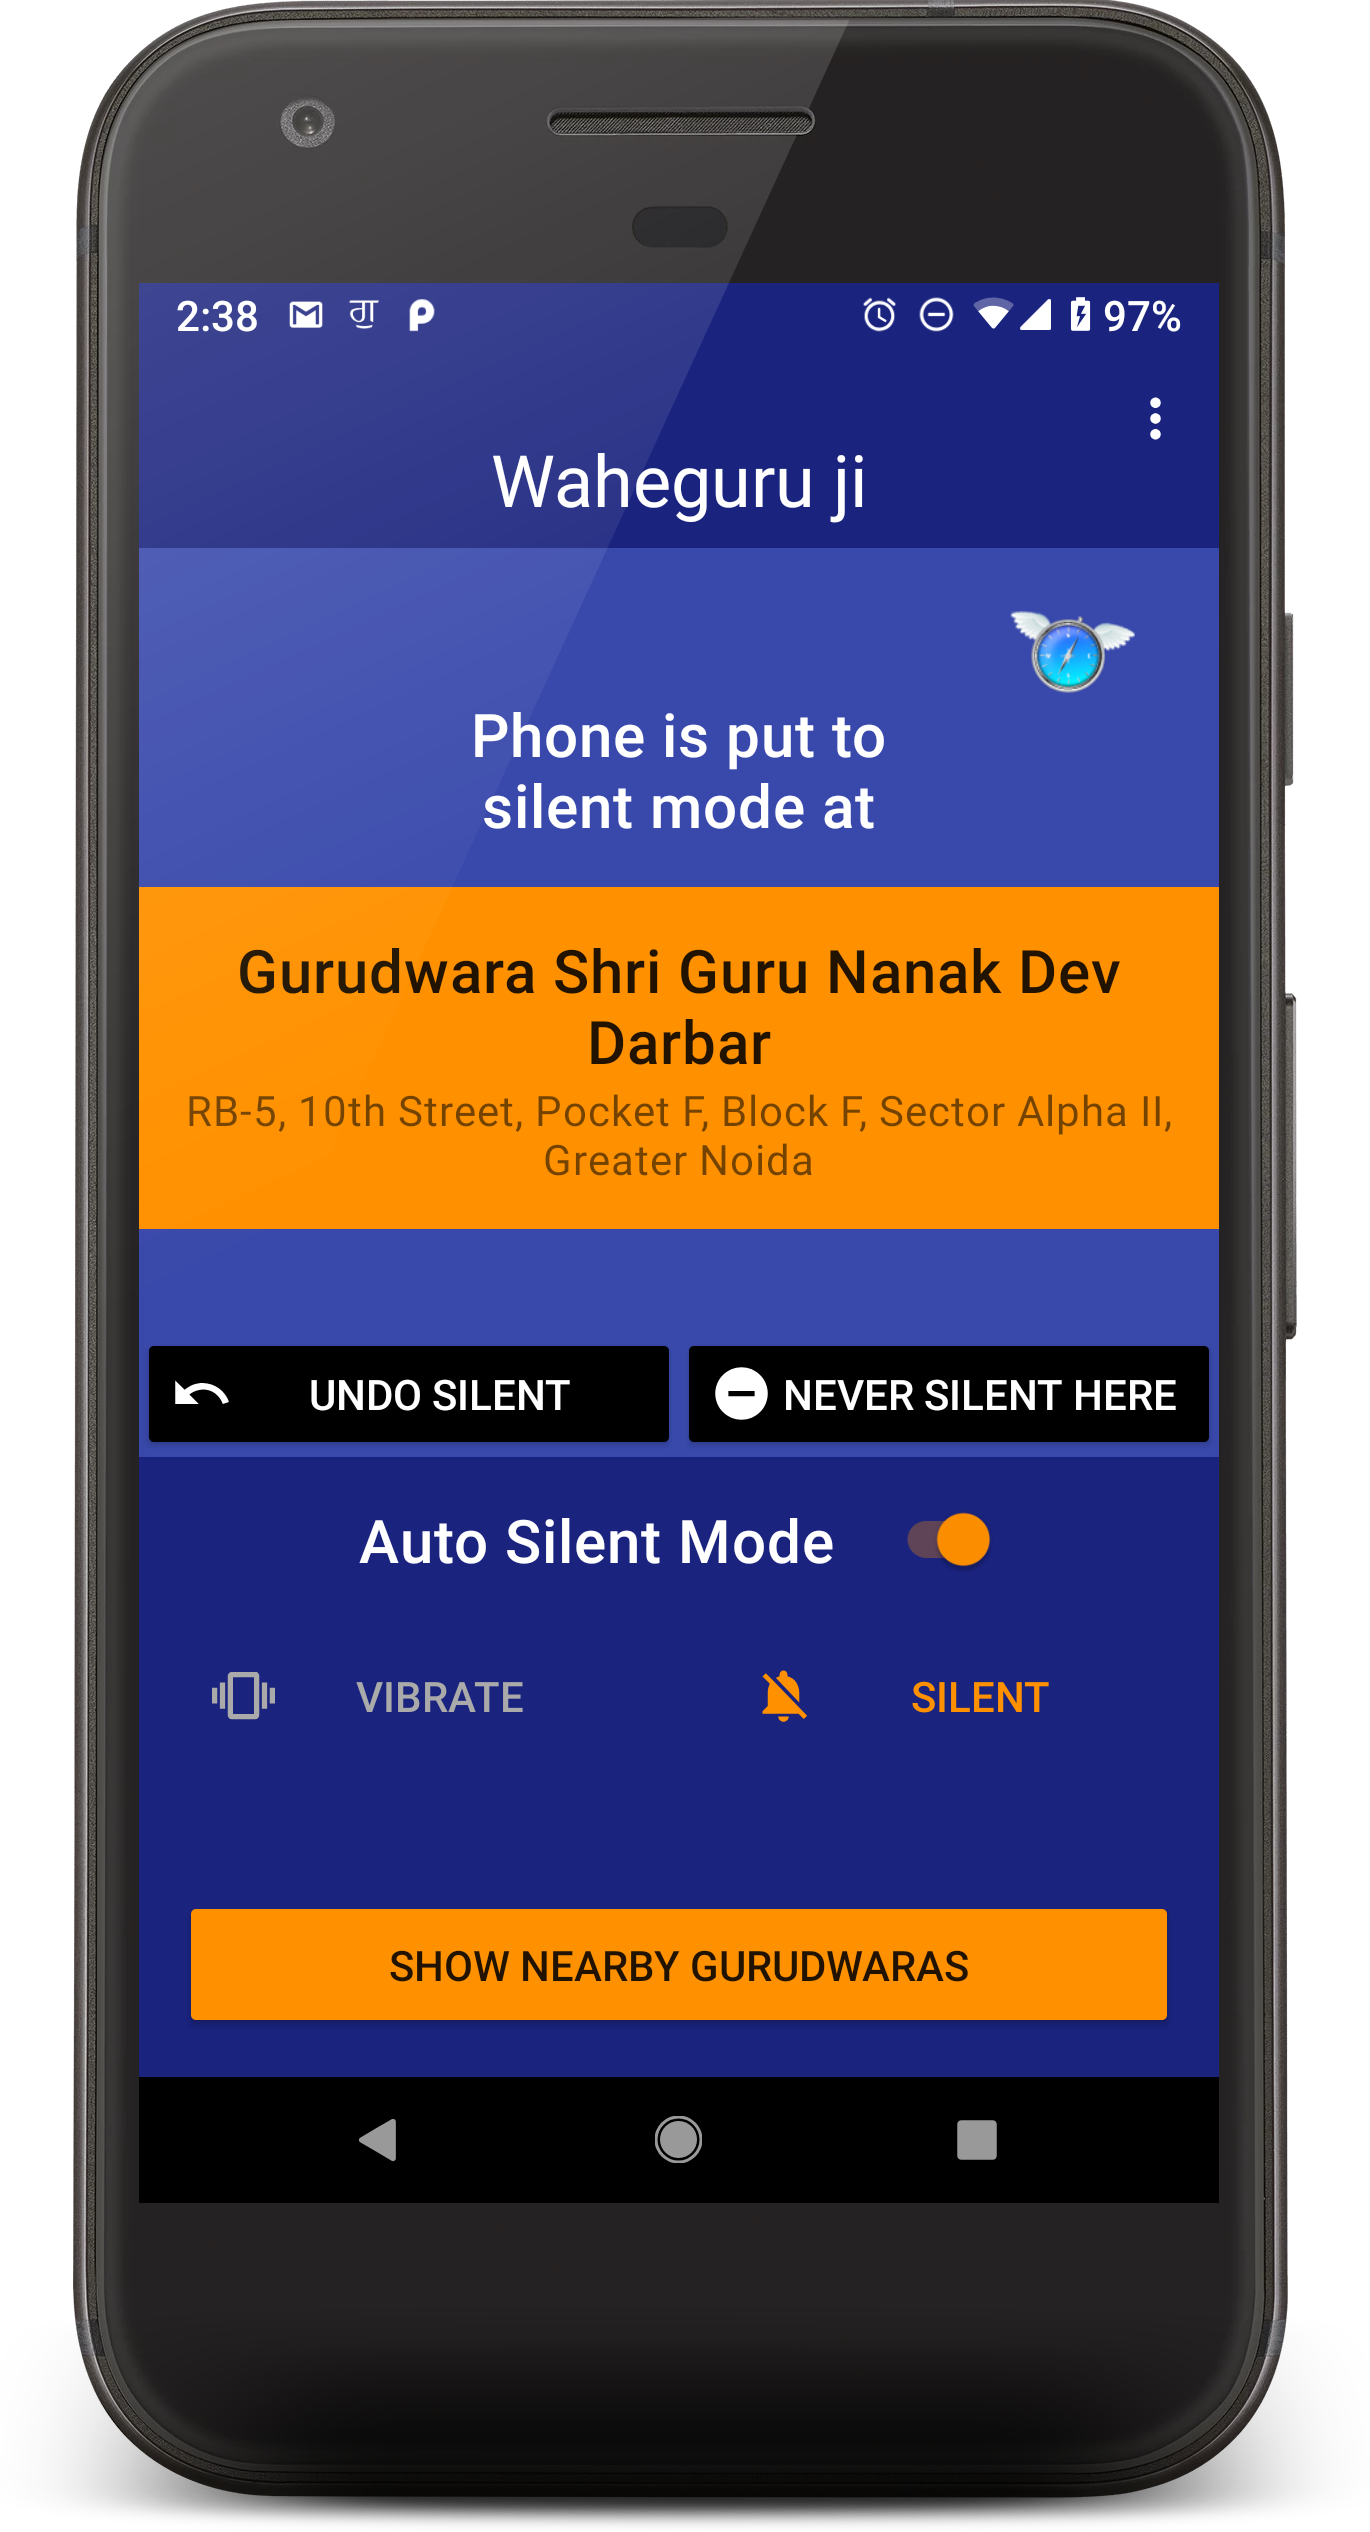 2:38 ਗੁ 97%
Waheguru ji
Phone is put to
silent mode at
Gurudwara Shri Guru Nanak Dev
Darbar
RB-5, 10th Street, Pocket F, Block F, Sector Alpha II,
Greater Noida
UNDO SILENT NEVER SILENT HERE
Auto Silent Mode
VIBRATE SILENT
SHOW NEARBY GURUDWARAS